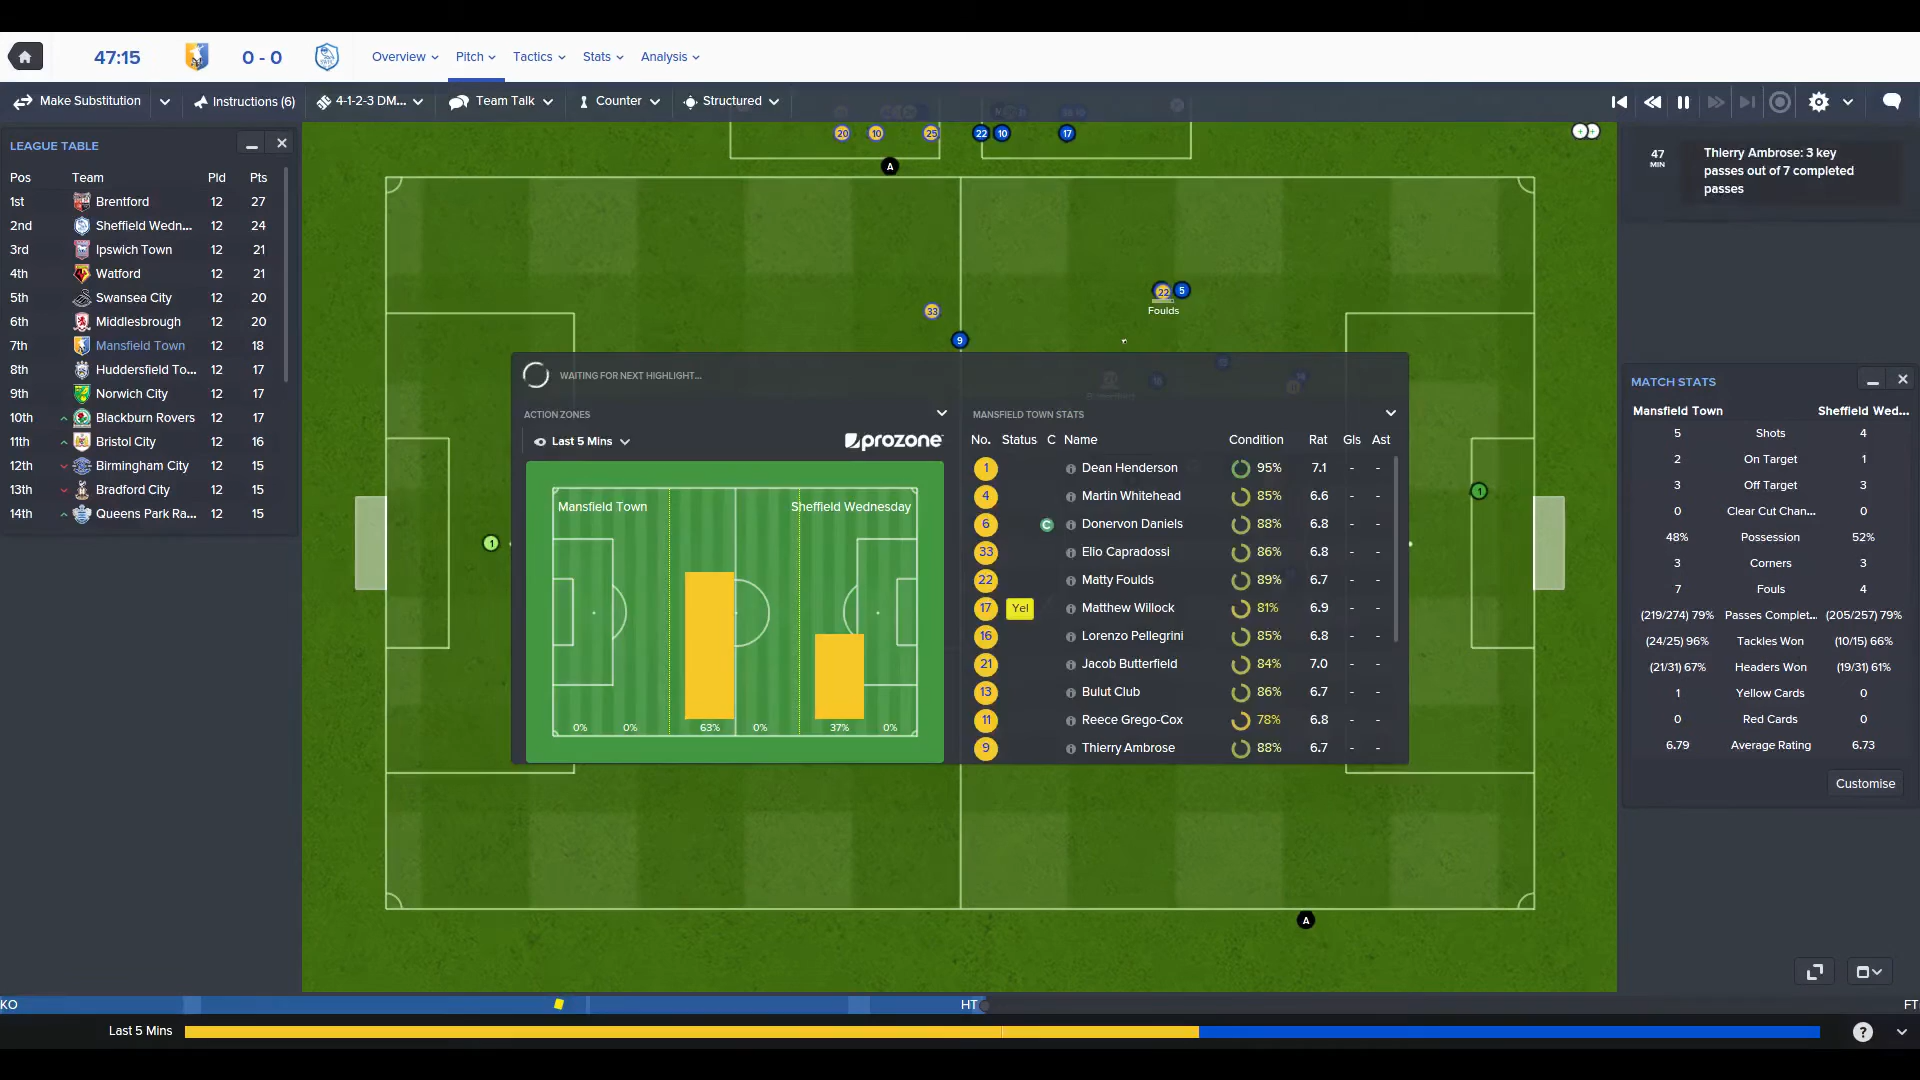 47:15
0 - 0
Overview
Pitch
Tactics
Stats
Analysis
Make Substitution
Instructions (6)
4-1-2-3 DM...
Team Talk
Counter
Structured
LEAGUE TABLE
Pos Team Pld Pts
1st Brentford 12 27
2nd Sheffield Wedn... 12 24
3rd Ipswich Town 12 21
4th Watford 12 21
5th Swansea City 12 20
6th Middlesbrough 12 20
7th Mansfield Town 12 18
8th Huddersfield To... 12 17
9th Norwich City 12 17
10th Blackburn Rovers 12 17
11th Bristol City 12 16
12th Birmingham City 12 15
13th Bradford City 12 15
14th Queens Park Ra... 12 15
20 10 25 22 10 17
A
22 5
Foulds
33
9
1
1
A
WAITING FOR NEXT HIGHLIGHT...
ACTION ZONES
Last 5 Mins
prozone
Mansfield Town
Sheffield Wednesday
0% 0% 63% 0% 37% 0%
MANSFIELD TOWN STATS
No. Status C Name Condition Rat Gls Ast
1 Dean Henderson 95% 7.1 - -
4 Martin Whitehead 85% 6.6 - -
6 C Donervon Daniels 88% 6.8 - -
33 Elio Capradossi 86% 6.8 - -
22 Matty Foulds 89% 6.7 - -
17 Yel Matthew Willock 81% 6.9 - -
16 Lorenzo Pellegrini 85% 6.8 - -
21 Jacob Butterfield 84% 7.0 - -
13 Bulut Club 86% 6.7 - -
11 Reece Grego-Cox 78% 6.8 - -
9 Thierry Ambrose 88% 6.7 - -
47
MIN
Thierry Ambrose: 3 key
passes out of 7 completed
passes
MATCH STATS
Mansfield Town Sheffield Wed...
5 Shots 4
2 On Target 1
3 Off Target 3
0 Clear Cut Chan... 0
48% Possession 52%
3 Corners 3
7 Fouls 4
(219/274) 79% Passes Complet... (205/257) 79%
(24/25) 96% Tackles Won (10/15) 66%
(21/31) 67% Headers Won (19/31) 61%
1 Yellow Cards 0
0 Red Cards 0
6.79 Average Rating 6.73
Customise
KO
HT
FT
Last 5 Mins
?